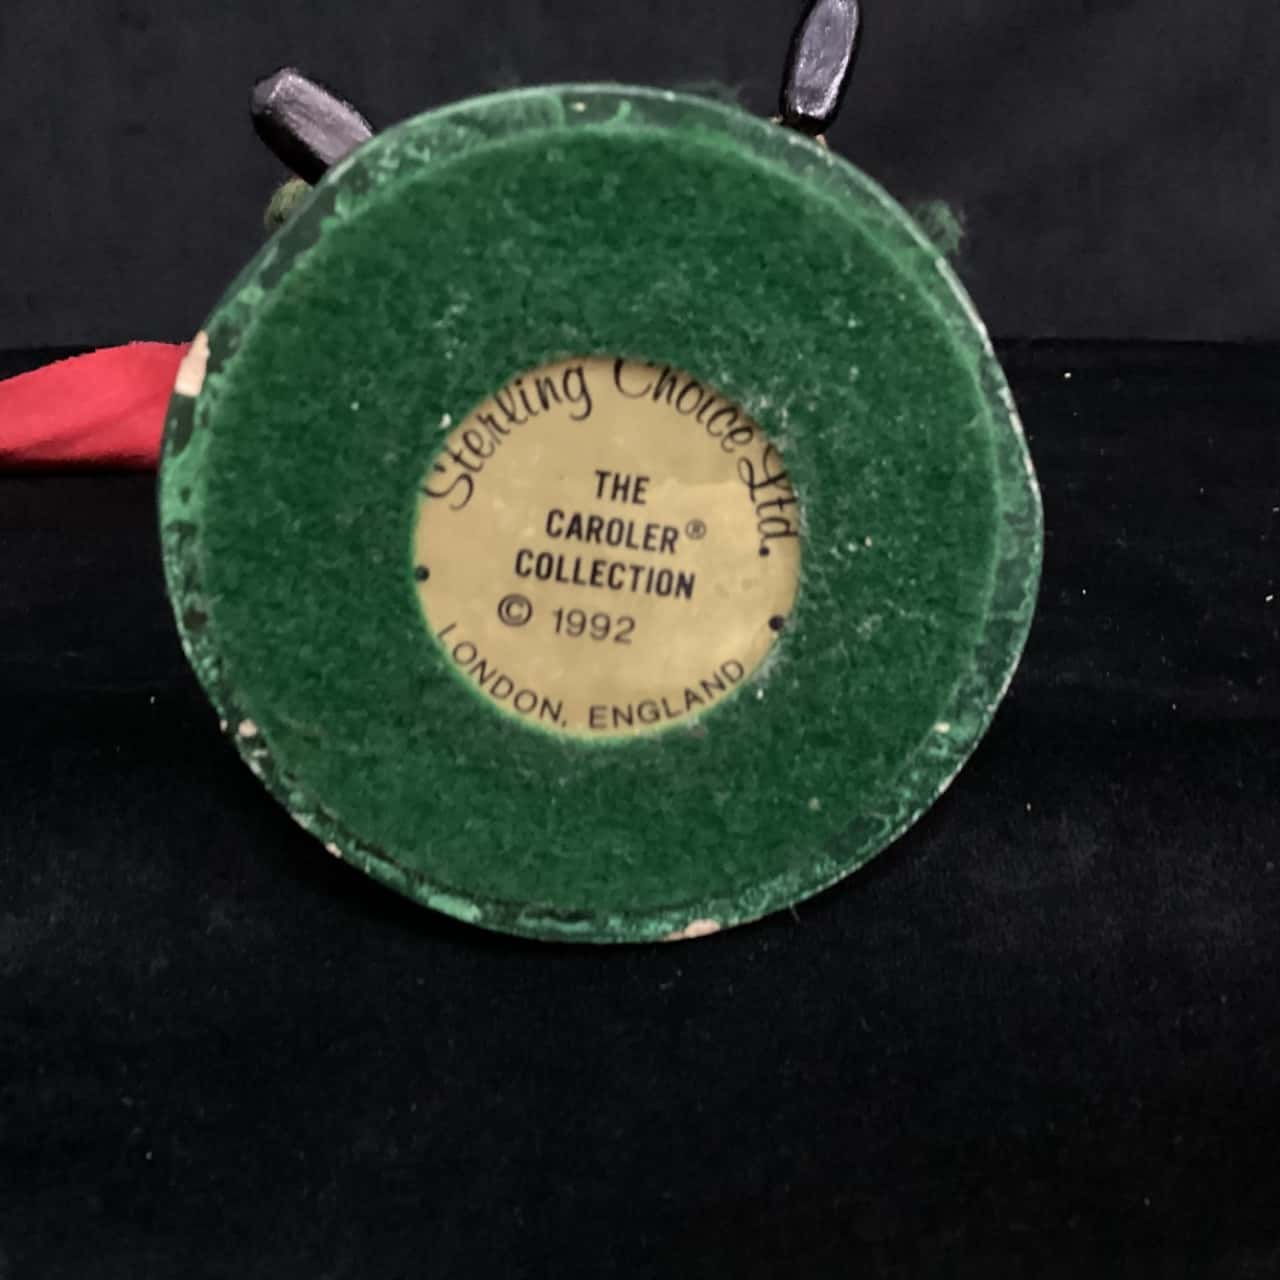 Sterling Choice Ltd.
THE
CAROLER®
COLLECTION
© 1992
• LONDON, ENGLAND •